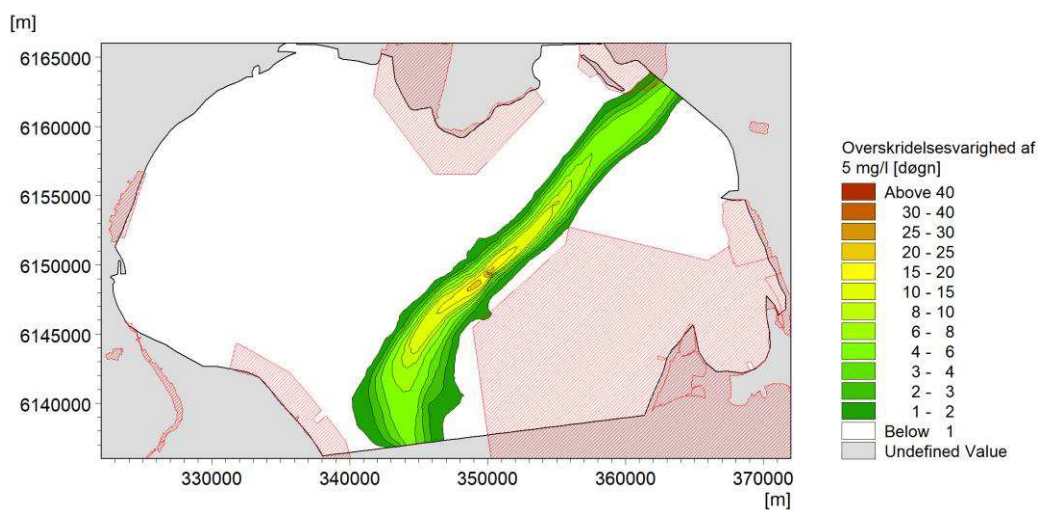 [m]
6165000
6160000
6155000
6150000
6145000
6140000
330000 340000 350000 360000 370000
[m]
Overskridelsesvarighed af
5 mg/l [døgn]
Above 40
30 - 40
25 - 30
20 - 25
15 - 20
10 - 15
8 - 10
6 - 8
4 - 6
3 - 4
2 - 3
1 - 2
Below 1
Undefined Value